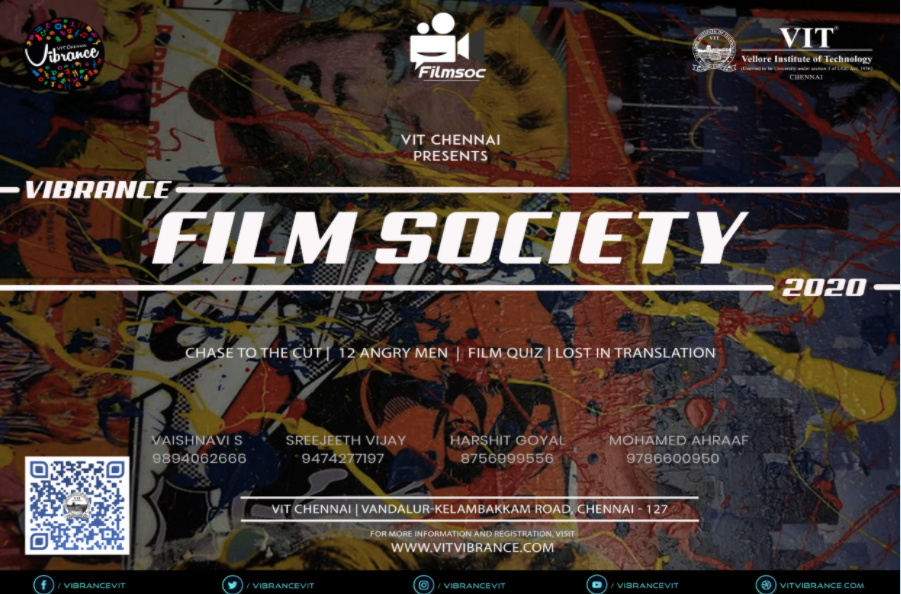 VIT CHENNAI
Vibrance
Filmsoc
VIT
Vellore Institute of Technology
(Deemed to be University under section 3 of UGC Act, 1956)
CHENNAI
VIT CHENNAI
PRESENTS
VIBRANCE
FILM SOCIETY
2020
CHASE TO THE CUT | 12 ANGRY MEN | FILM QUIZ | LOST IN TRANSLATION
VAISHNAVI S SREEJEETH VIJAY HARSHIT GOYAL MOHAMED AHRAAF
9894062666 9474277197 8756999556 9786600950
VIT CHENNAI | VANDALUR-KELAMBAKKAM ROAD, CHENNAI - 127
FOR MORE INFORMATION AND REGISTRATION, VISIT
WWW.VITVIBRANCE.COM
/ VIBRANCEVIT / VIBRANCEVIT / VIBRANCEVIT / VIBRANCEVIT VITVIBRANCE.COM